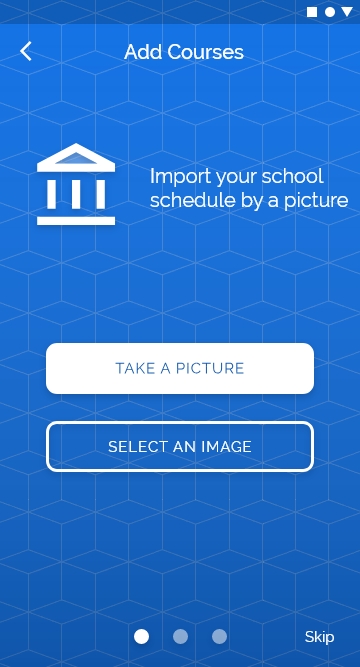 Add Courses
Import your school
schedule by a picture
TAKE A PICTURE
SELECT AN IMAGE
Skip